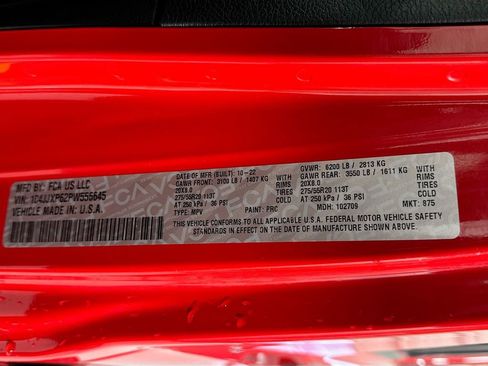 MFD BY: FCA US LLC
VIN: 1C4JJXP62PW555645
VEHICLE MADE IN: U.S.A.
DATE OF MFR (BUILT): 10-22
GVWR: 6200 LB / 2813 KG
GAWR FRONT: 3100 LB / 1407 KG
WITH TIRES
RIMS
GAWR REAR: 3550 LB / 1611 KG
WITH TIRES
RIMS
20X8.0
275/55R20 113T
COLD
AT 250 kPa / 36 PSI
20X8.0
275/55R20 113T
TIRES
COLD
AT 250 kPa / 36 PSI
TYPE: MPV
PAINT: PRC
MDH: 102709
MKT: 875
THIS VEHICLE CONFORMS TO ALL APPLICABLE U.S.A. FEDERAL MOTOR VEHICLE SAFETY
STANDARDS IN EFFECT ON THE DATE OF MANUFACTURE SHOWN ABOVE.